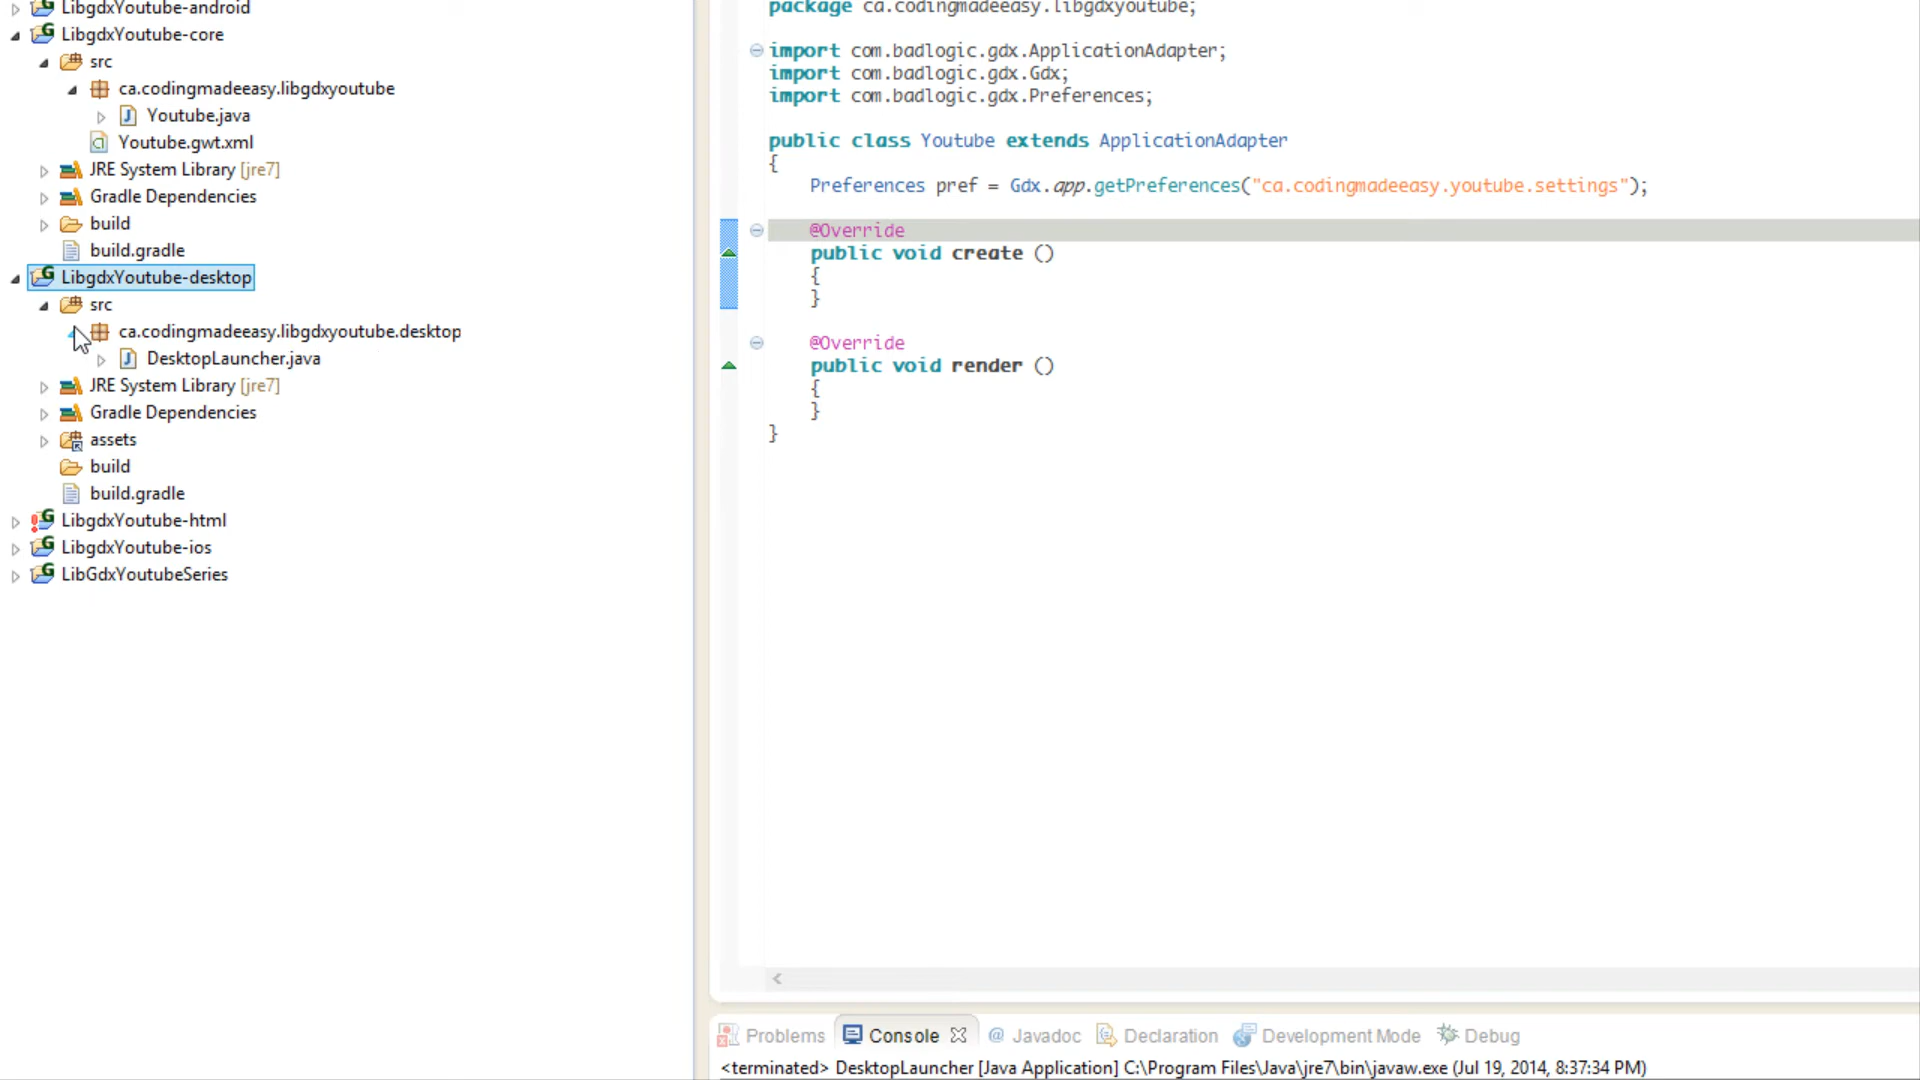 LibgdxYoutube-android
LibgdxYoutube-core
src
ca.codingmadeeasy.libgdxyoutube
Youtube.java
Youtube.gwt.xml
JRE System Library [jre7]
Gradle Dependencies
build
build.gradle
LibgdxYoutube-desktop
src
ca.codingmadeeasy.libgdxyoutube.desktop
DesktopLauncher.java
JRE System Library [jre7]
Gradle Dependencies
assets
build
build.gradle
LibgdxYoutube-html
LibgdxYoutube-ios
LibGdxYoutubeSeries
package ca.codingmadeeasy.libgdxyoutube;
import com.badlogic.gdx.ApplicationAdapter;
import com.badlogic.gdx.Gdx;
import com.badlogic.gdx.Preferences;
public class Youtube extends ApplicationAdapter
{
Preferences pref = Gdx.app.getPreferences("ca.codingmadeeasy.youtube.settings");
@Override
public void create ()
{
}
@Override
public void render ()
{
}
}
Problems Console @ Javadoc Declaration Development Mode Debug
<terminated> DesktopLauncher [Java Application] C:\Program Files\Java\jre7\bin\javaw.exe (Jul 19, 2014, 8:37:34 PM)